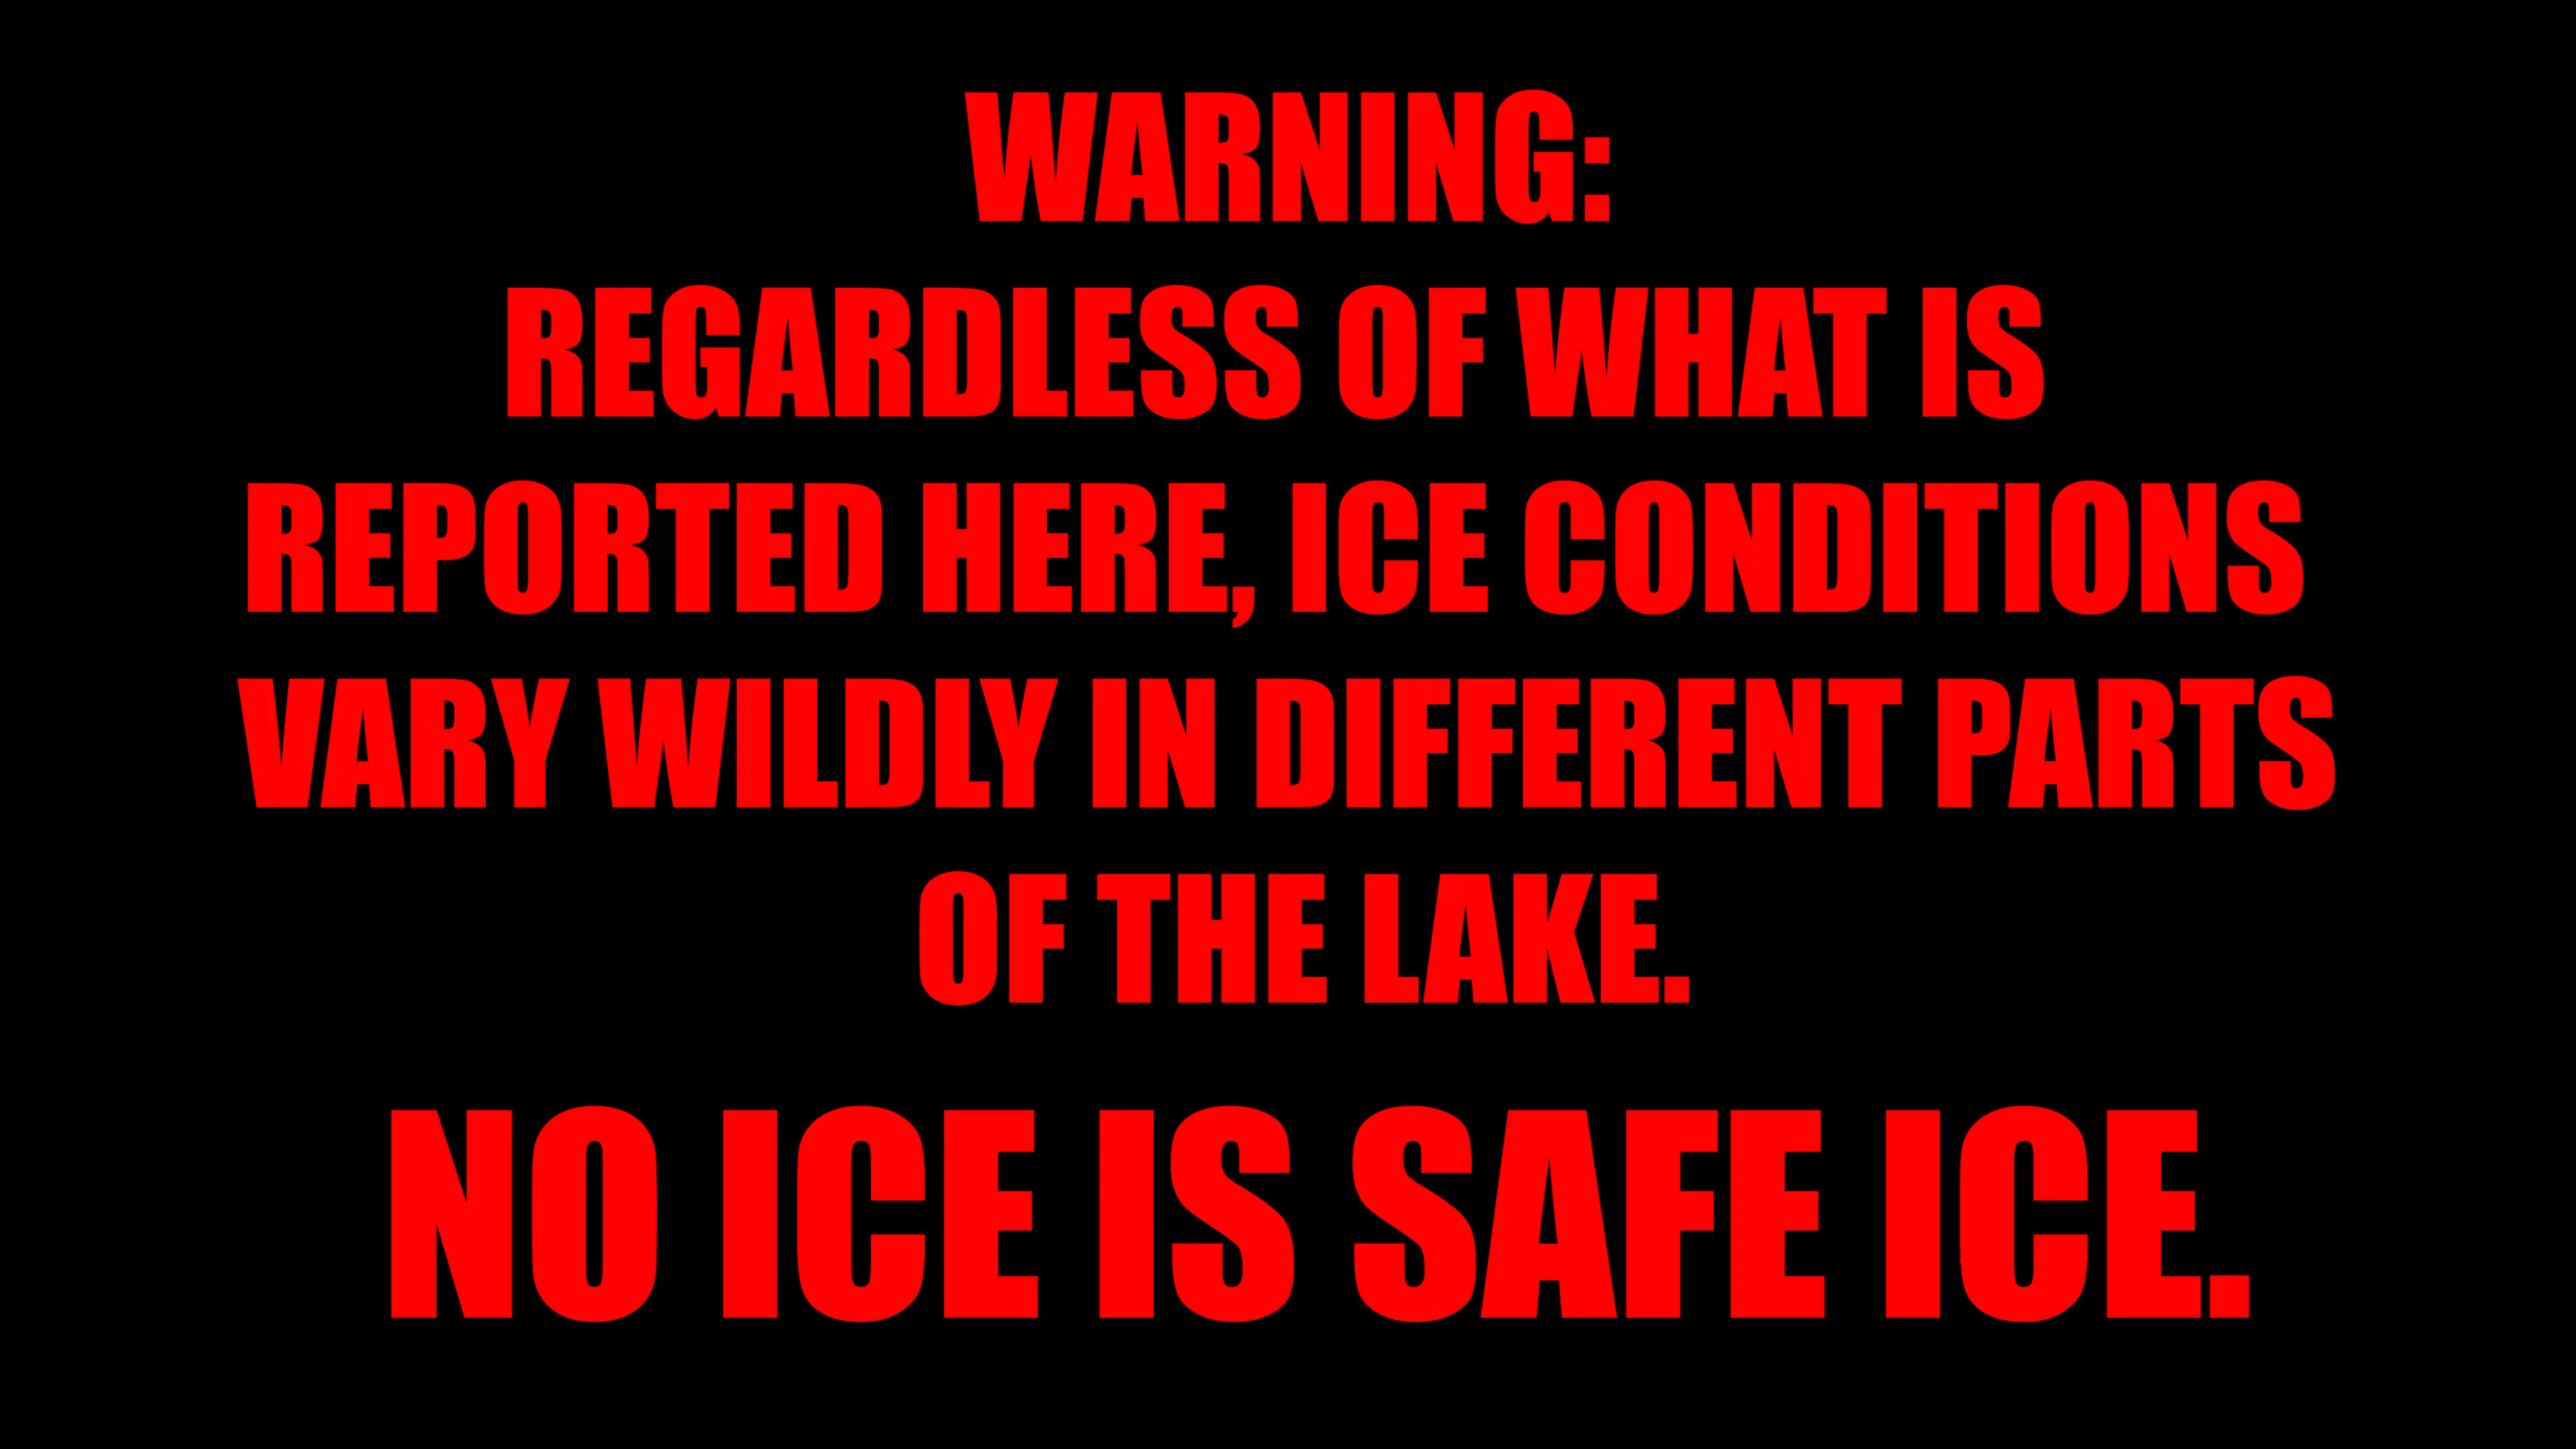 WARNING:
REGARDLESS OF WHAT IS
REPORTED HERE, ICE CONDITIONS
VARY WILDLY IN DIFFERENT PARTS
OF THE LAKE.
NO ICE IS SAFE ICE.